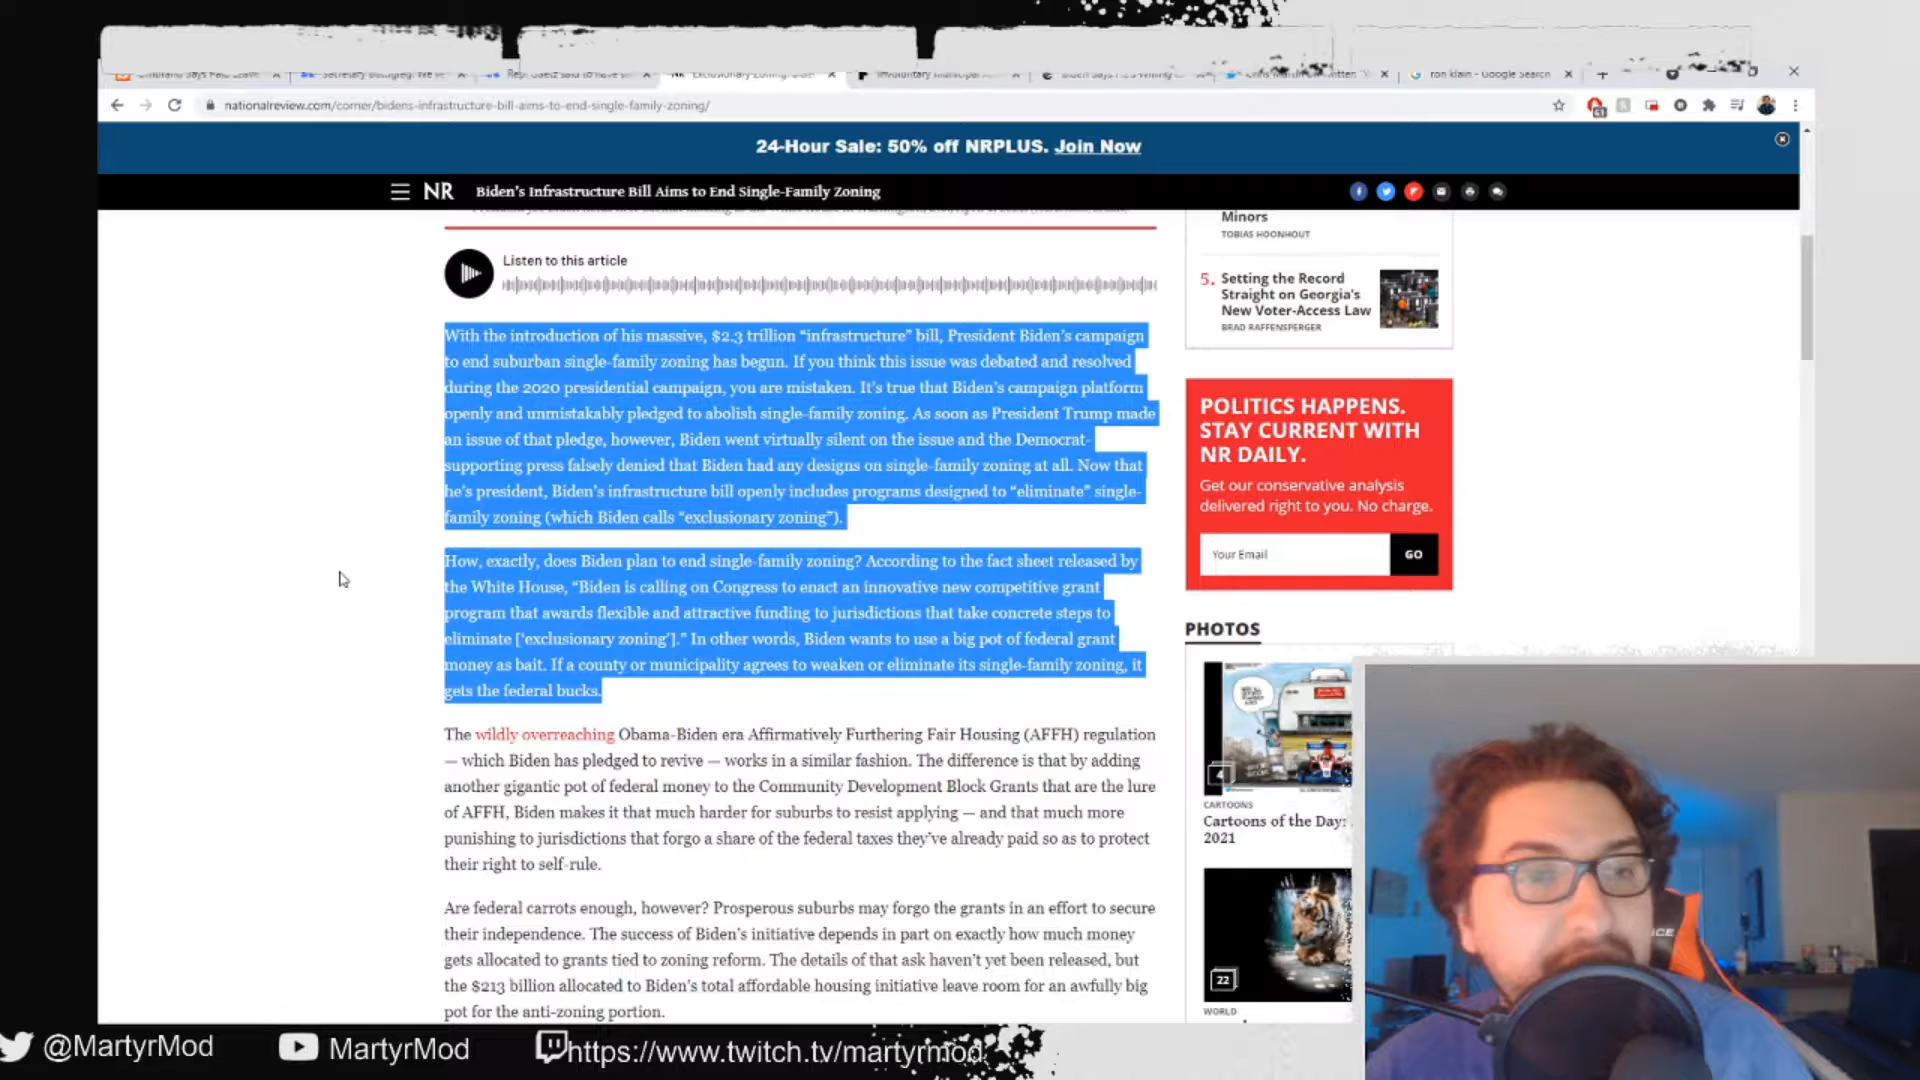 Secretary Buttigieg: We've
Rep. Gaetz said to have s
Exclusionary Zoning: Bide
Involuntary Municipal A
ron klain - Google Search
nationalreview.com/corner/bidens-infrastructure-bill-aims-to-end-single-family-zoning/
24-Hour Sale: 50% off NRPLUS. Join Now
NR Biden's Infrastructure Bill Aims to End Single-Family Zoning
Listen to this article
With the introduction of his massive, $2.3 trillion “infrastructure” bill, President Biden’s campaign
to end suburban single-family zoning has begun. If you think this issue was debated and resolved
during the 2020 presidential campaign, you are mistaken. It’s true that Biden’s campaign platform
openly and unmistakably pledged to abolish single-family zoning. As soon as President Trump made
an issue of that pledge, however, Biden went virtually silent on the issue and the Democrat-
supporting press falsely denied that Biden had any designs on single-family zoning at all. Now that
he’s president, Biden’s infrastructure bill openly includes programs designed to “eliminate” single-
family zoning (which Biden calls “exclusionary zoning”).
How, exactly, does Biden plan to end single-family zoning? According to the fact sheet released by
the White House, “Biden is calling on Congress to enact an innovative new competitive grant
program that awards flexible and attractive funding to jurisdictions that take concrete steps to
eliminate [‘exclusionary zoning’].” In other words, Biden wants to use a big pot of federal grant
money as bait. If a county or municipality agrees to weaken or eliminate its single-family zoning, it
gets the federal bucks.
The wildly overreaching Obama-Biden era Affirmatively Furthering Fair Housing (AFFH) regulation
— which Biden has pledged to revive — works in a similar fashion. The difference is that by adding
another gigantic pot of federal money to the Community Development Block Grants that are the lure
of AFFH, Biden makes it that much harder for suburbs to resist applying — and that much more
punishing to jurisdictions that forgo a share of the federal taxes they’ve already paid so as to protect
their right to self-rule.
Are federal carrots enough, however? Prosperous suburbs may forgo the grants in an effort to secure
their independence. The success of Biden’s initiative depends in part on exactly how much money
gets allocated to grants tied to zoning reform. The details of that ask haven’t yet been released, but
the $213 billion allocated to Biden’s total affordable housing initiative leave room for an awfully big
pot for the anti-zoning portion.
Minors
TOBIAS HOONHOUT
5. Setting the Record
Straight on Georgia's
New Voter-Access Law
BRAD RAFFENSPERGER
POLITICS HAPPENS.
STAY CURRENT WITH
NR DAILY.
Get our conservative analysis
delivered right to you. No charge.
Your Email GO
PHOTOS
4
CARTOONS
Cartoons of the Day:
2021
22
WORLD
ICE
@MartyrMod MartyrMod https://www.twitch.tv/martyrmod